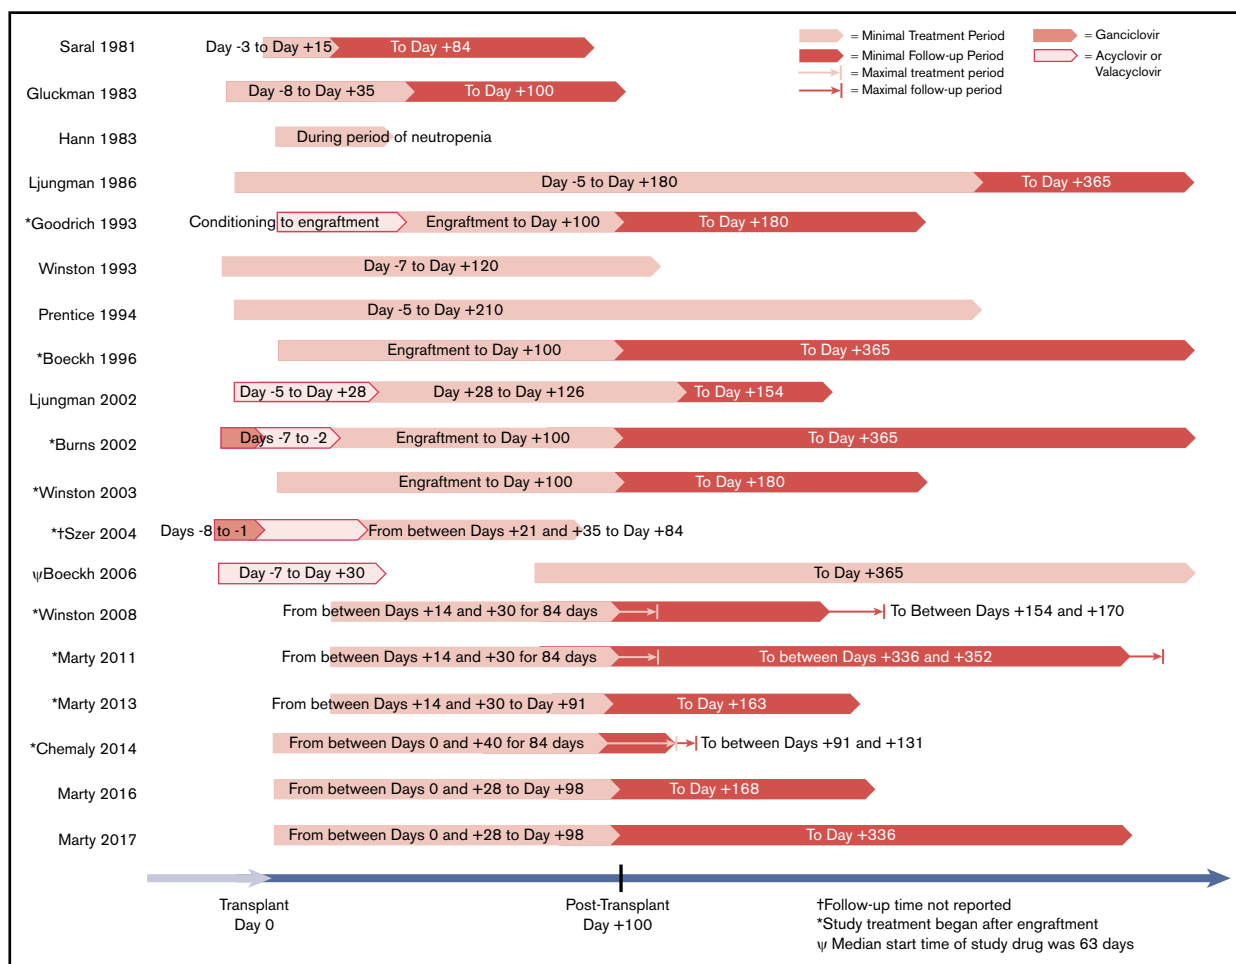 = Minimal Treatment Period
= Minimal Follow-up Period
= Maximal treatment period
= Maximal follow-up period
= Ganciclovir
= Acyclovir or
Valacyclovir
Saral 1981 Day -3 to Day +15 To Day +84
Gluckman 1983 Day -8 to Day +35 To Day +100
Hann 1983 During period of neutropenia
Ljungman 1986 Day -5 to Day +180 To Day +365
*Goodrich 1993 Conditioning to engraftment Engraftment to Day +100 To Day +180
Winston 1993 Day -7 to Day +120
Prentice 1994 Day -5 to Day +210
*Boeckh 1996 Engraftment to Day +100 To Day +365
Ljungman 2002 Day -5 to Day +28 Day +28 to Day +126 To Day +154
*Burns 2002 Days -7 to -2 Engraftment to Day +100 To Day +365
*Winston 2003 Engraftment to Day +100 To Day +180
*†Szer 2004 Days -8 to -1 From between Days +21 and +35 to Day +84
ψBoeckh 2006 Day -7 to Day +30 To Day +365
*Winston 2008 From between Days +14 and +30 for 84 days To Between Days +154 and +170
*Marty 2011 From between Days +14 and +30 for 84 days To between Days +336 and +352
*Marty 2013 From between Days +14 and +30 to Day +91 To Day +163
*Chemaly 2014 From between Days 0 and +40 for 84 days To between Days +91 and +131
Marty 2016 From between Days 0 and +28 to Day +98 To Day +168
Marty 2017 From between Days 0 and +28 to Day +98 To Day +336
Transplant
Day 0
Post-Transplant
Day +100
†Follow-up time not reported
*Study treatment began after engraftment
ψ Median start time of study drug was 63 days